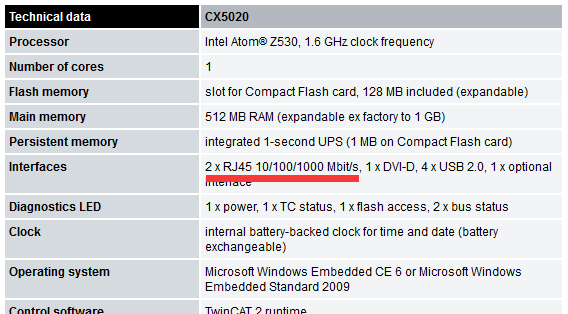 Technical data CX5020
Processor Intel Atom® Z530, 1.6 GHz clock frequency
Number of cores 1
Flash memory slot for Compact Flash card, 128 MB included (expandable)
Main memory 512 MB RAM (expandable ex factory to 1 GB)
Persistent memory integrated 1-second UPS (1 MB on Compact Flash card)
Interfaces 2 x RJ45 10/100/1000 Mbit/s, 1 x DVI-D, 4 x USB 2.0, 1 x optional
interface
Diagnostics LED 1 x power, 1 x TC status, 1 x flash access, 2 x bus status
Clock internal battery-backed clock for time and date (battery
exchangeable)
Operating system Microsoft Windows Embedded CE 6 or Microsoft Windows
Embedded Standard 2009
Control software TwinCAT 2 runtime